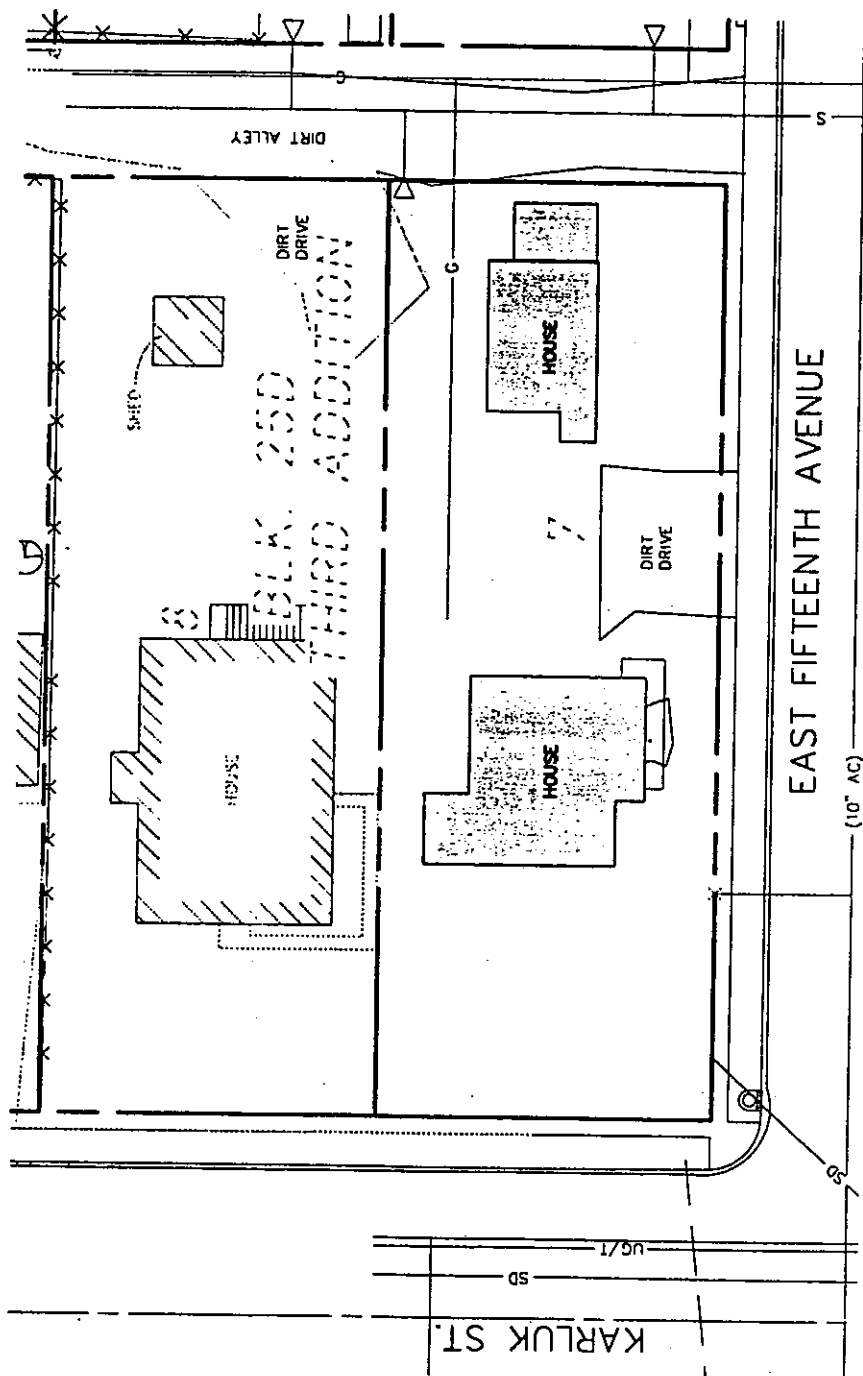 DIRT ALLEY
G
S
DIRT
DRIVE
SHED
8
BLK. 25D
THIRD ADDITION
G
HOUSE
7
DIRT
DRIVE
HOUSE
HOUSE
EAST FIFTEENTH AVENUE
(10" AC)
SD
UG/T
SD
KARLUK ST.